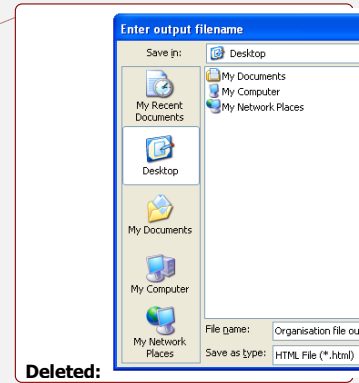 Enter output filename
Save in:
Desktop
My Recent
Documents
Desktop
My Documents
My Computer
My Network
Places
My Documents
My Computer
My Network Places
File name:
Organisation file ou
Save as type:
HTML File (*.html)
Deleted: